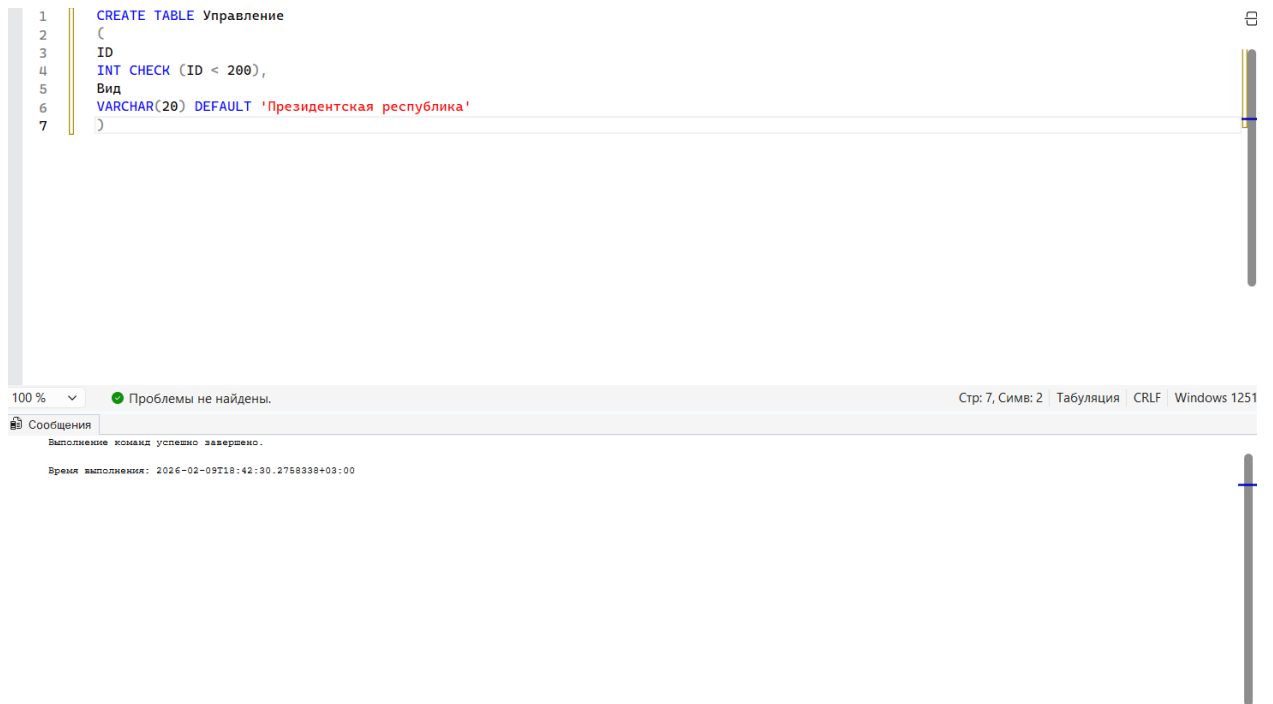 1 CREATE TABLE Управление
2 (
3 ID
4 INT CHECK (ID < 200),
5 Вид
6 VARCHAR(20) DEFAULT 'Президентская республика'
7 )
100 % Проблемы не найдены. Стр: 7, Симв: 2 Табуляция CRLF Windows 1251
Сообщения
Выполнение команд успешно завершено.
Время выполнения: 2026-02-09T18:42:30.2758338+03:00